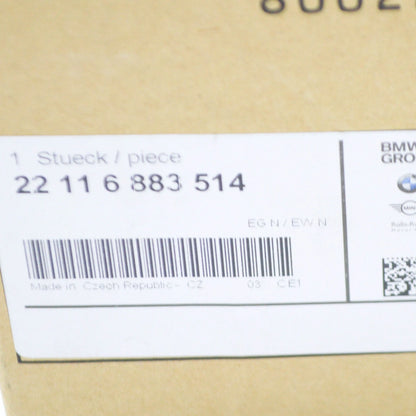 1 Stueck / piece
22 11 6 883 514
EG N / EW N
Made in Czech Republic - CZ 03 CE1
BMW
GRO
MINI